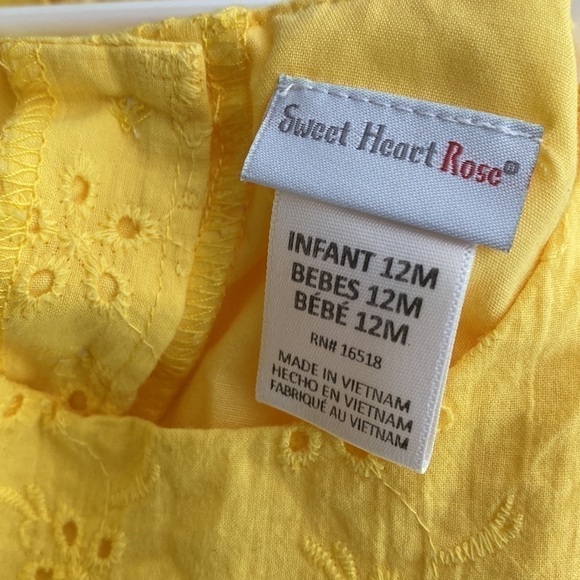 Sweet Heart Rose®
INFANT 12M
BEBES 12M
BÉBÉ 12M
RN# 16518
MADE IN VIETNAM
HECHO EN VIETNAM
FABRIQUÉ AU VIETNAM